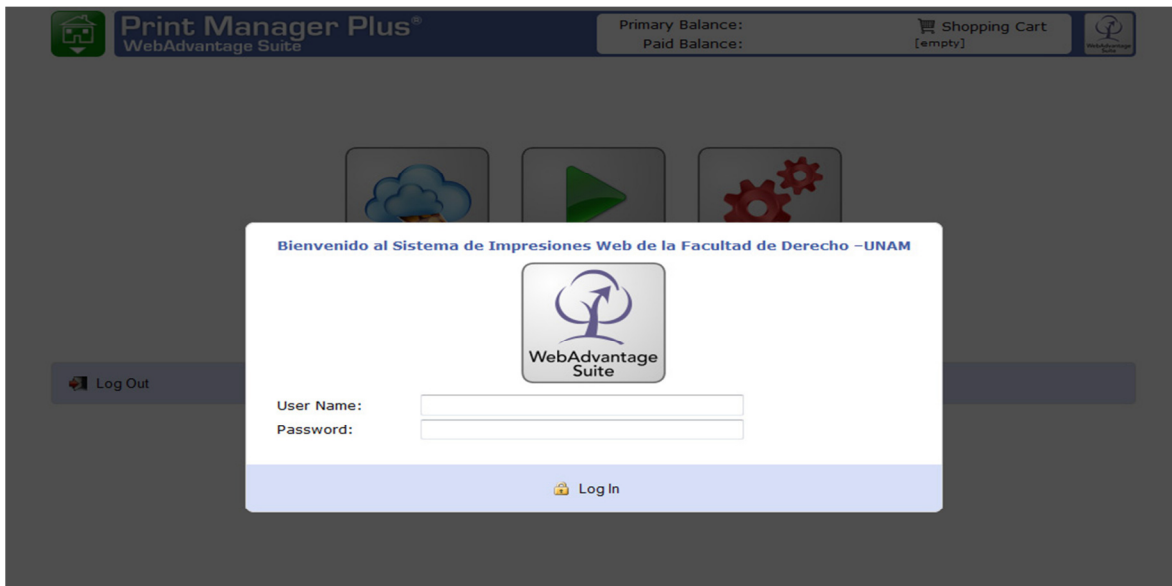 Print Manager Plus®
WebAdvantage Suite
Primary Balance:
Paid Balance:
Shopping Cart
[empty]
WebAdvantage
Suite
Bienvenido al Sistema de Impresiones Web de la Facultad de Derecho –UNAM
WebAdvantage
Suite
Log Out
User Name:
Password:
Log In